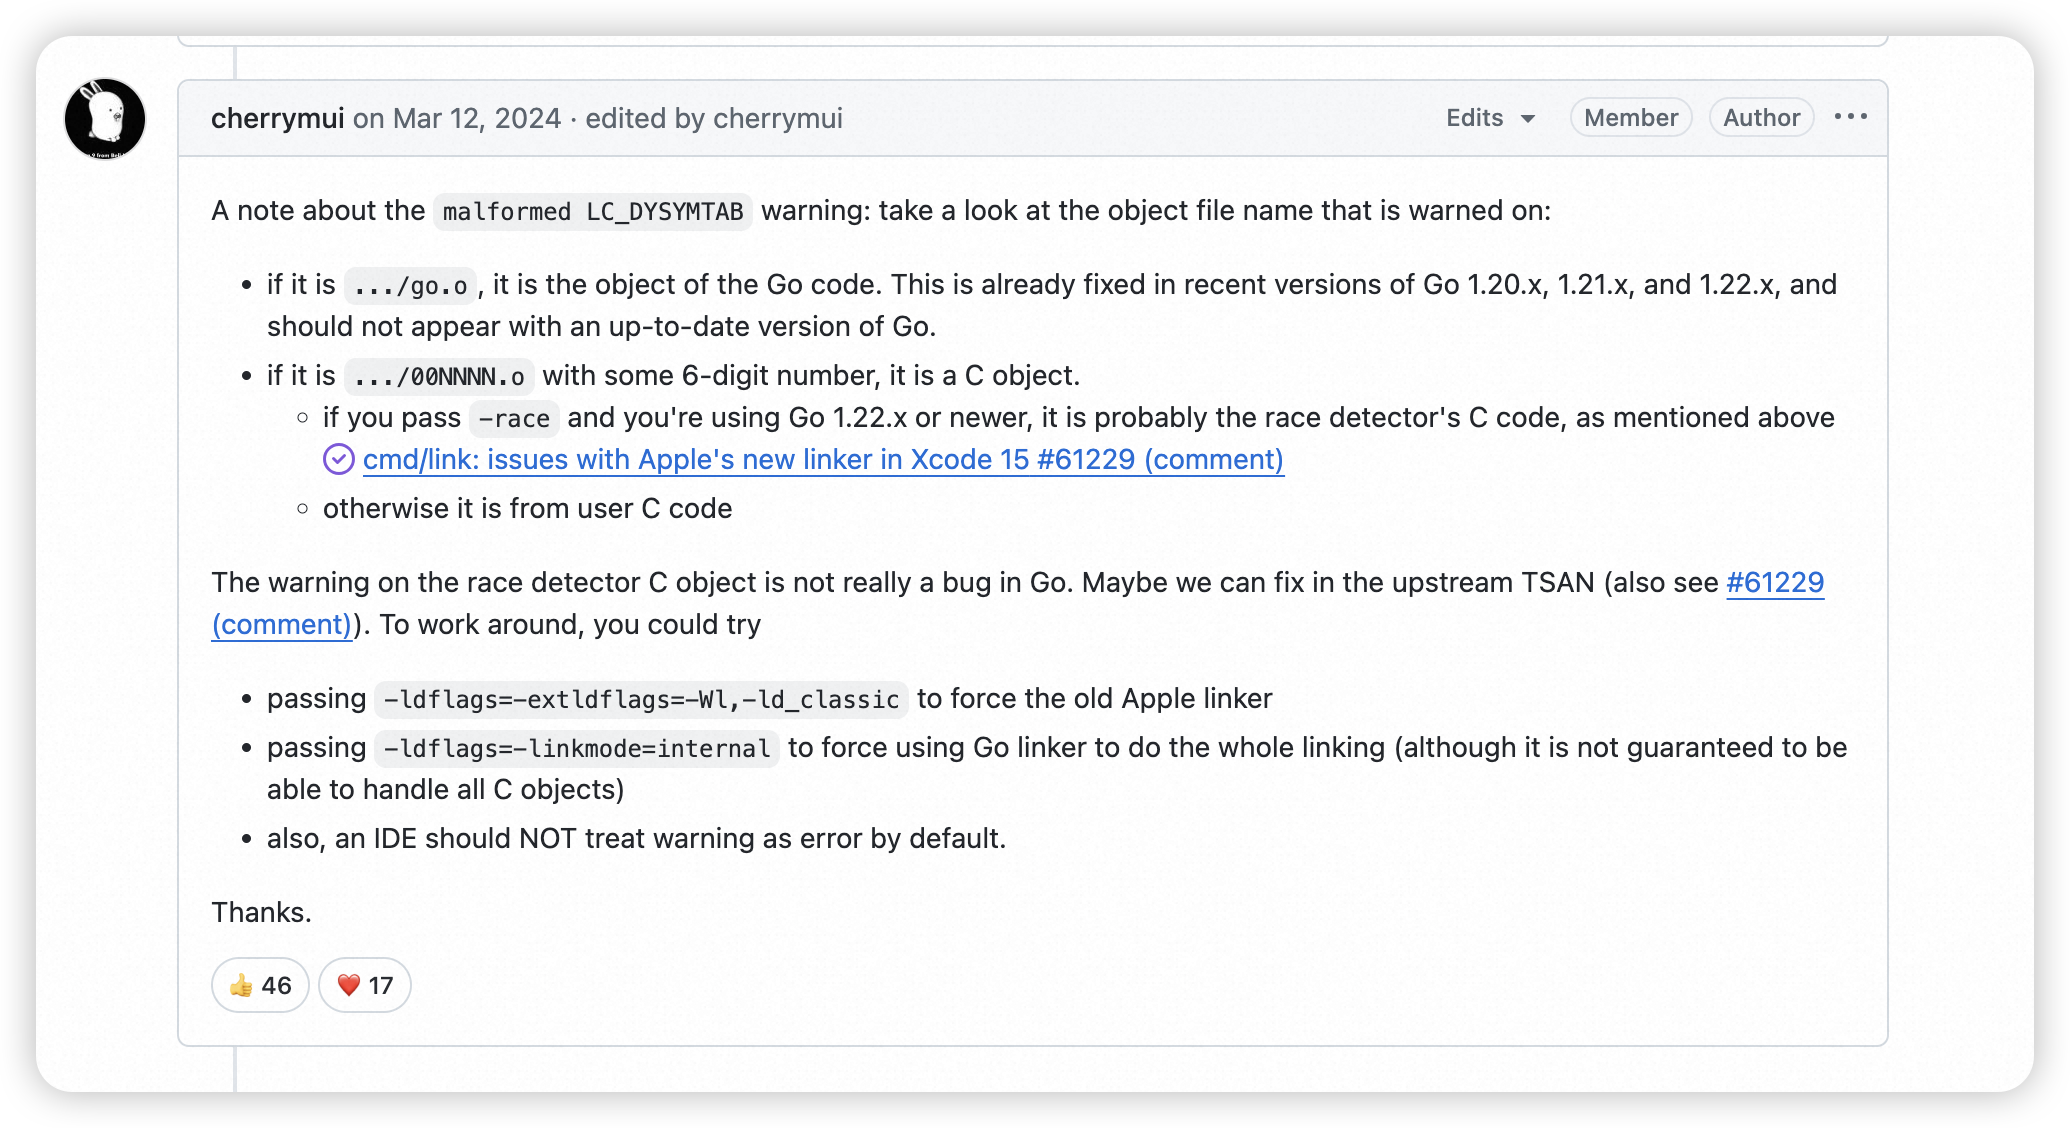 cherrymui on Mar 12, 2024 · edited by cherrymui
Edits
Member
Author
A note about the malformed LC_DYSYMTAB warning: take a look at the object file name that is warned on:
• if it is .../go.o , it is the object of the Go code. This is already fixed in recent versions of Go 1.20.x, 1.21.x, and 1.22.x, and
should not appear with an up-to-date version of Go.
• if it is .../00NNNN.o with some 6-digit number, it is a C object.
◦ if you pass -race and you're using Go 1.22.x or newer, it is probably the race detector's C code, as mentioned above
cmd/link: issues with Apple's new linker in Xcode 15 #61229 (comment)
◦ otherwise it is from user C code
The warning on the race detector C object is not really a bug in Go. Maybe we can fix in the upstream TSAN (also see #61229
(comment)). To work around, you could try
• passing -ldflags=-extldflags=-Wl,-ld_classic to force the old Apple linker
• passing -ldflags=-linkmode=internal to force using Go linker to do the whole linking (although it is not guaranteed to be
able to handle all C objects)
• also, an IDE should NOT treat warning as error by default.
Thanks.
👍 46
❤️ 17